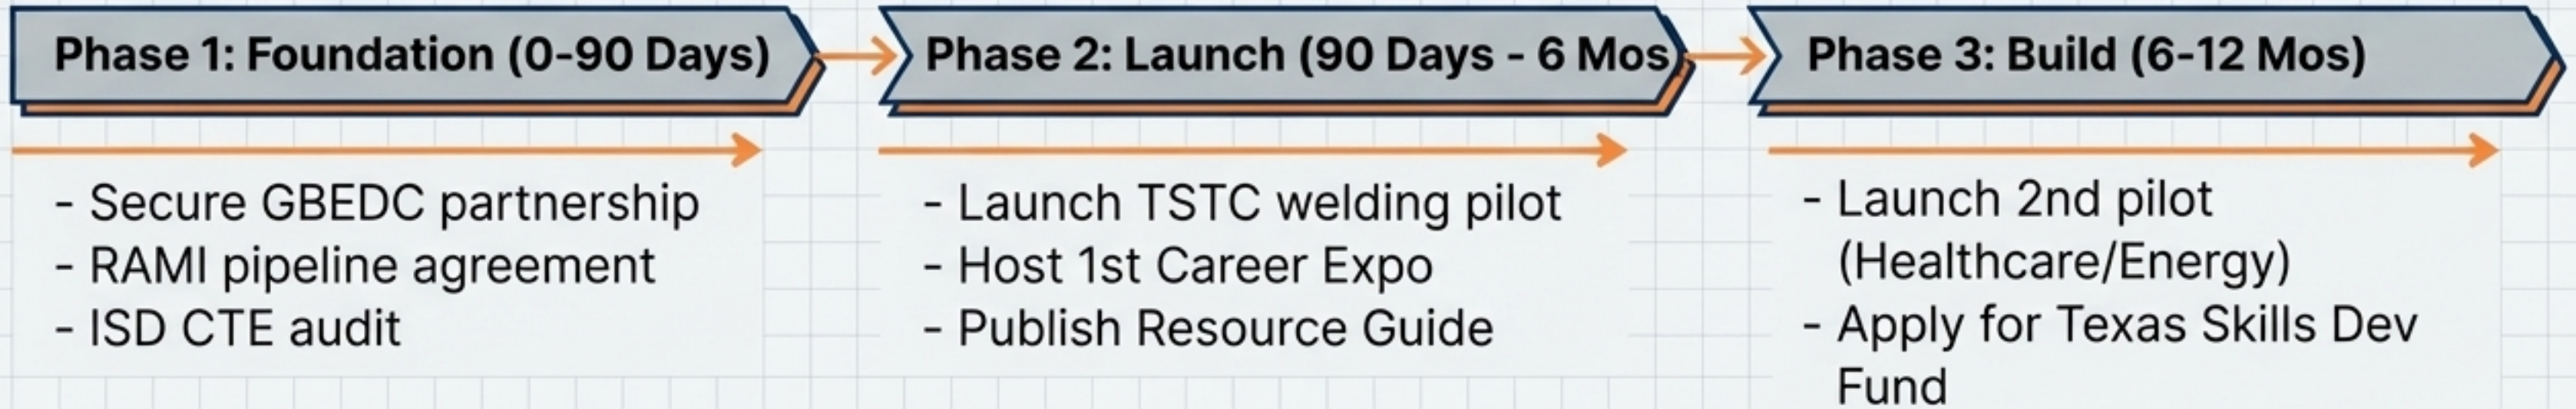 Phase 1: Foundation (0-90 Days)
- Secure GBEDC partnership
- RAMI pipeline agreement
- ISD CTE audit
Phase 2: Launch (90 Days - 6 Mos)
- Launch TSTC welding pilot
- Host 1st Career Expo
- Publish Resource Guide
Phase 3: Build (6-12 Mos)
- Launch 2nd pilot
(Healthcare/Energy)
- Apply for Texas Skills Dev
Fund